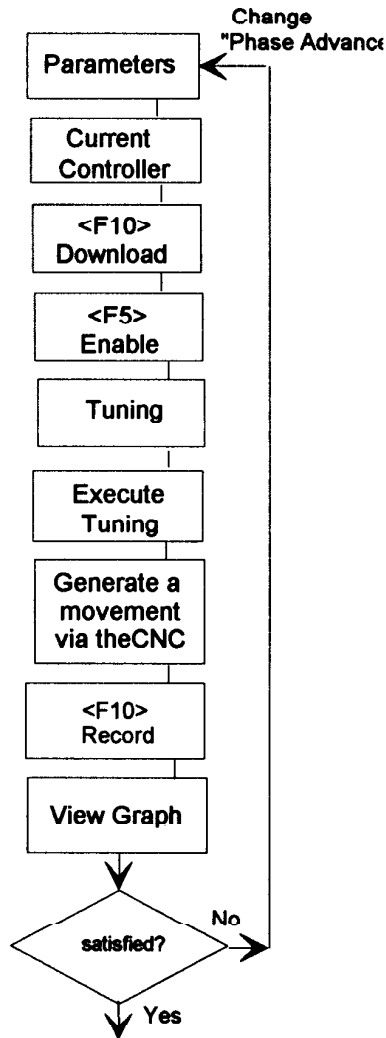 Change
"Phase Advance
Parameters
Current
Controller
<F10>
Download
<F5>
Enable
Tuning
Execute
Tuning
Generate a
movement
via theCNC
<F10>
Record
View Graph
satisfied?
No
Yes